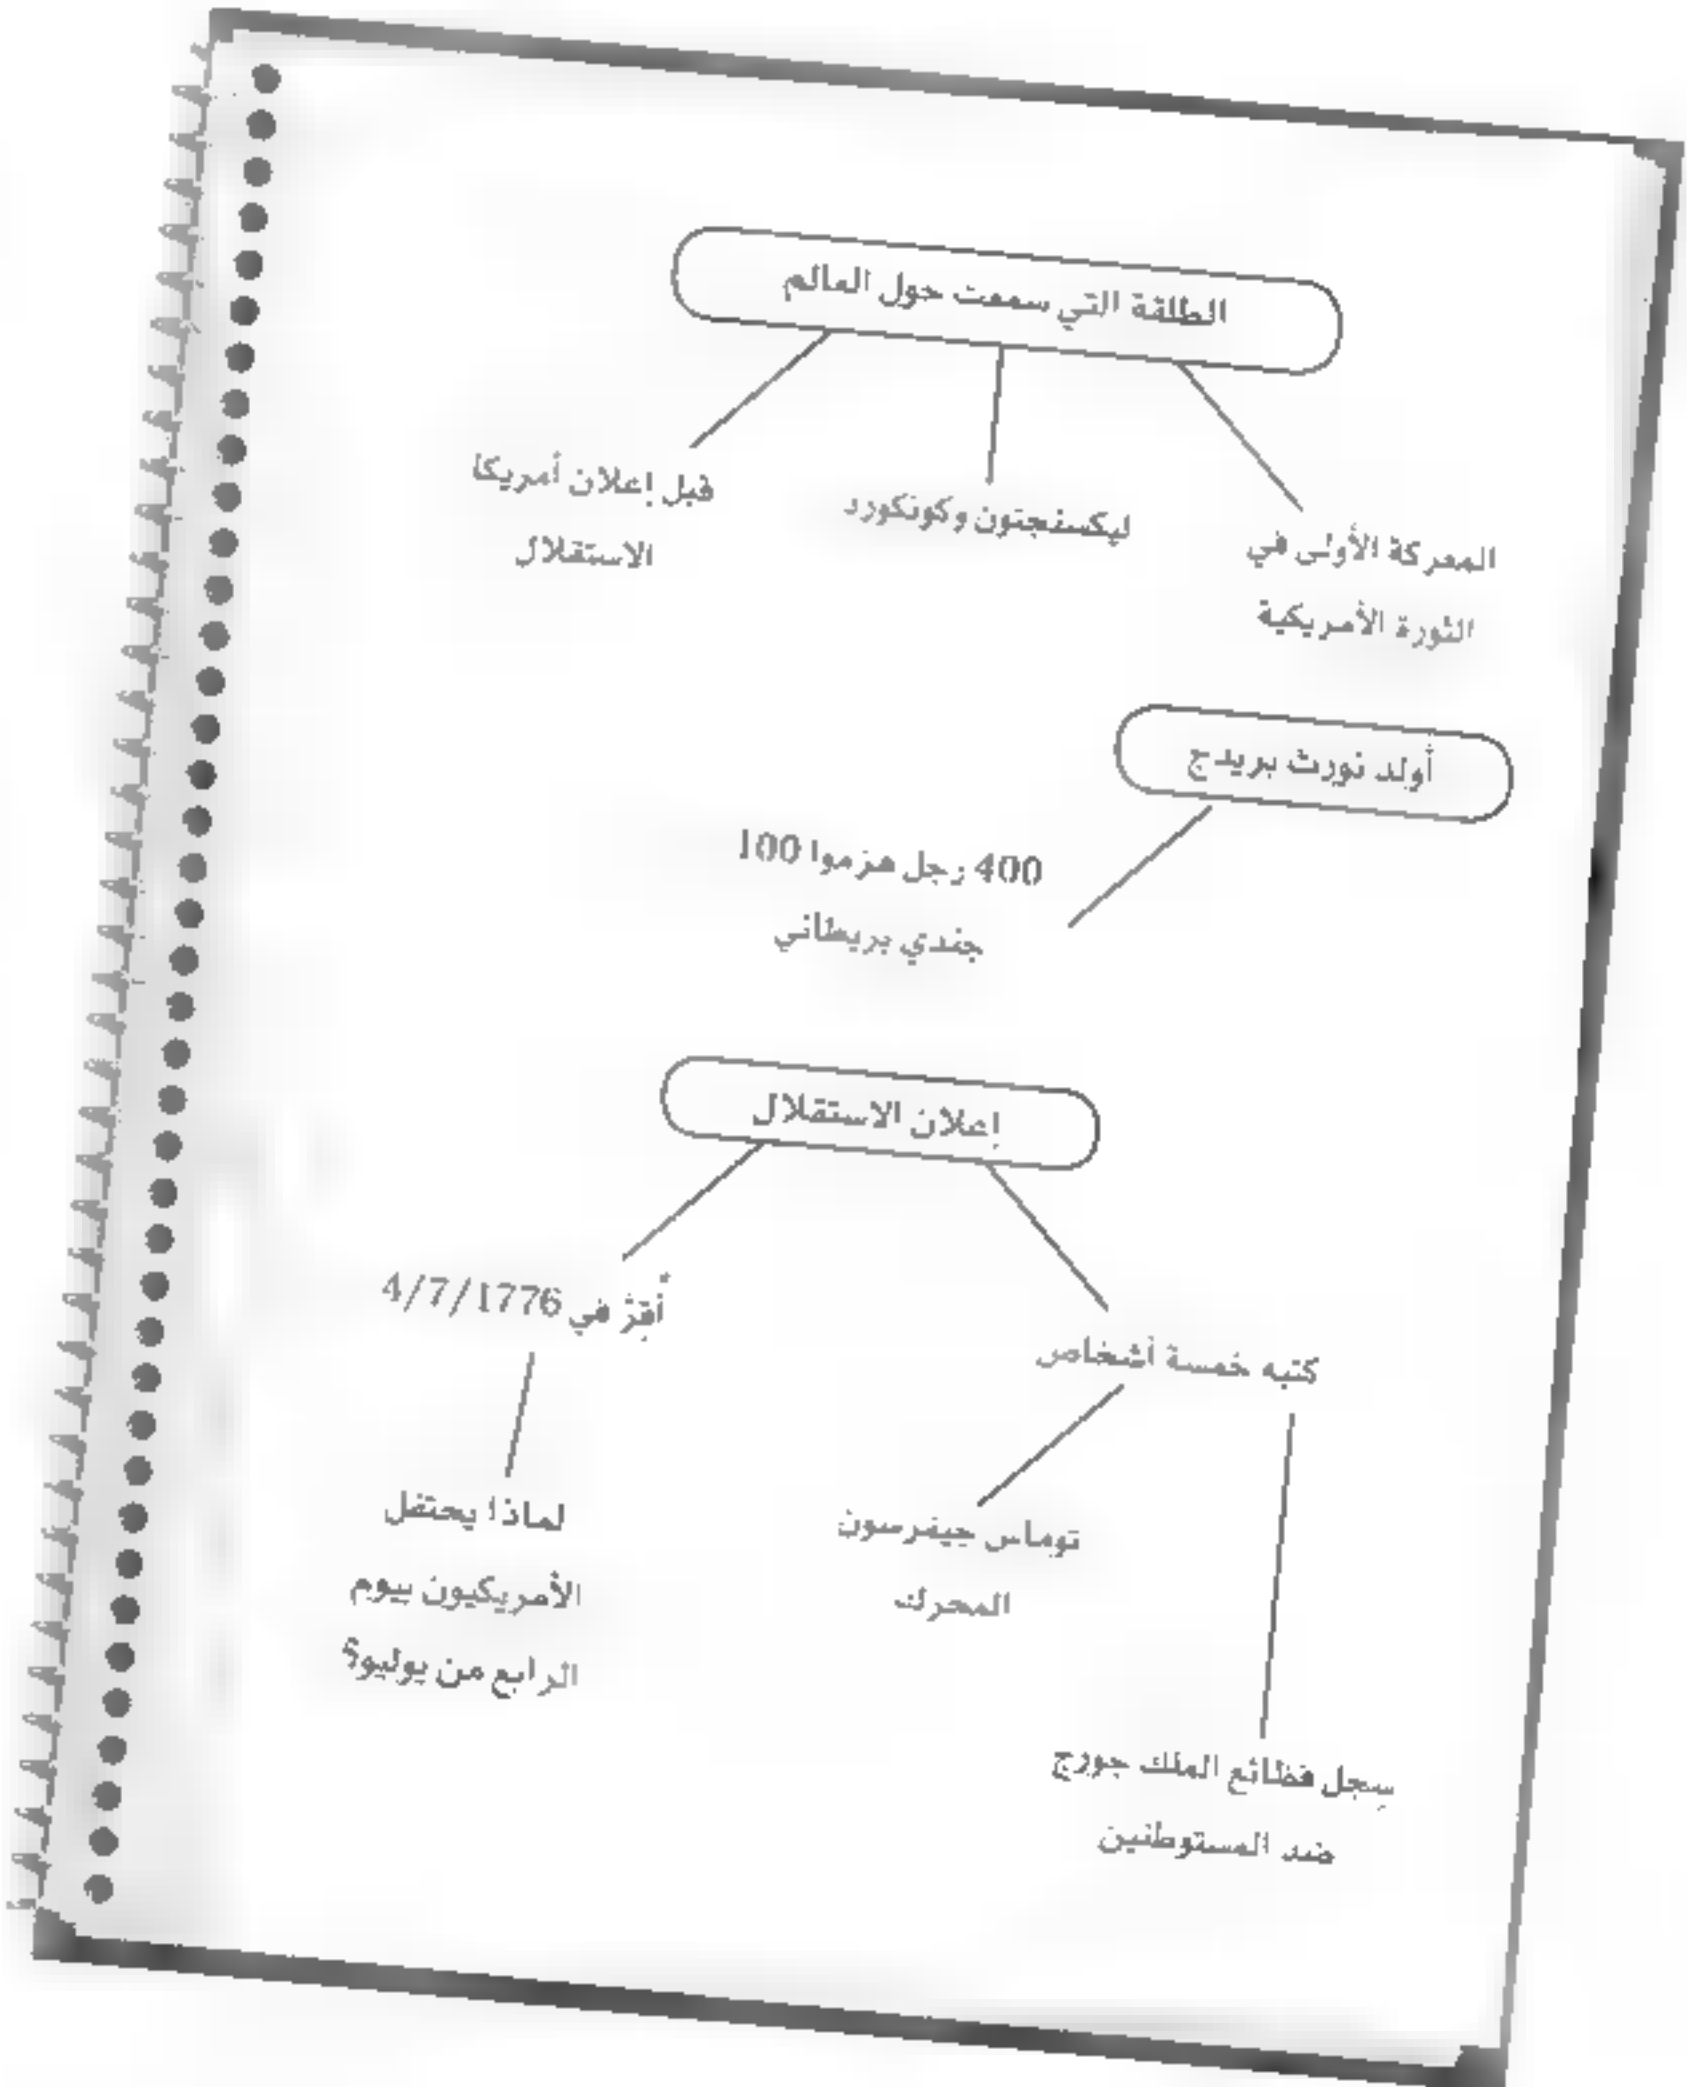 الطلقة التي سمعت حول العالم
المعركة الأولى في
الثورة الأمريكية
ليكسنجتون وكونكورد
قبل إعلان أمريكا
الاستقلال
أولد نورث بريدج
400 رجل هزموا 100
جندي بريطاني
إعلان الاستقلال
كتبه خمسة أشخاص
توماس جيفرسون
المحرك
سجل فظائع الملك جورج
ضد المستوطنين
أُقِرّ في 4/7/1776
لماذا يحتفل
الأمريكيون بيوم
الرابع من يوليو؟